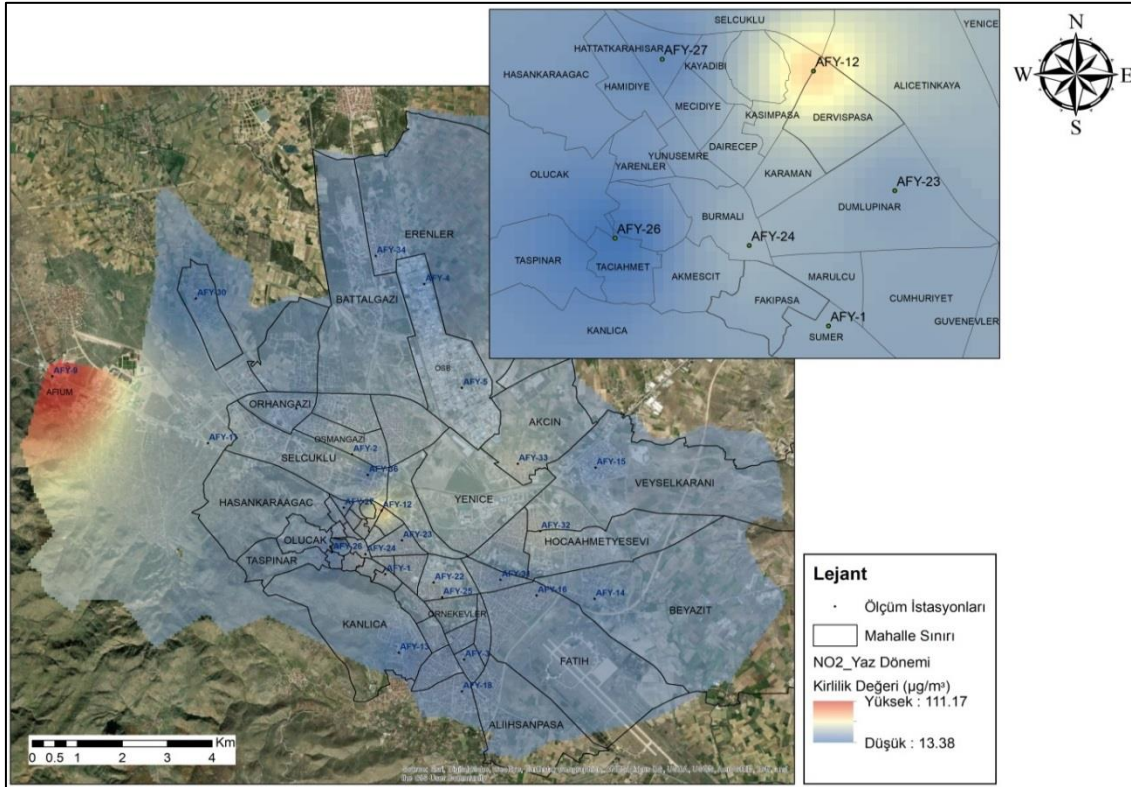 SELCUKLU
YENICE
AFY-27
HATTATKARAHISAR
KAYADIBI
AFY-12
HASANKARAAGAC
HAMIDIYE
ALICETINKAYA
MECIDIYE
KASIMPASA
DERVISPASA
DAIRECEP
YUNUSEMRE
YARENLER
OLUCAK
KARAMAN
AFY-23
DUMLUPINAR
BURMALI
AFY-26
AFY-24
TASPINAR
TACIAHMET
AKMESCIT
MARULCU
FAKIPASA
CUMHURIYET
AFY-1
GUVENEVLER
KANLICA
SUMER
N
W
E
S
ERENLER
AFY-34
AFY-4
AFY-30
BATTALGAZI
AFY-9
AFIUM
OSB
AFY-5
ORHANGAZI
AKCIN
OSMANGAZI
AFY-11
AFY-2
SELCUKLU
AFY-33
AFY-15
VEYSELKARANI
HASANKARAAGAC
YENICE
AFY-12
AFY-32
OLUCAK
AFY-23
HOCAAHMETYESEVI
AFY-26
AFY-24
TASPINAR
AFY-1
AFY-22
AFY-25
AFY-16
AFY-14
BEYAZIT
ORNEKEVLER
KANLICA
AFY-13
AFY-3
FATIH
AFY-18
ALIIHSANPASA
Km
0 0.5 1 2 3 4
Lejant
Ölçüm İstasyonları
Mahalle Sınırı
NO2_Yaz Dönemi
Kirlilik Değeri (µg/m³)
Yüksek : 111.17
Düşük : 13.38